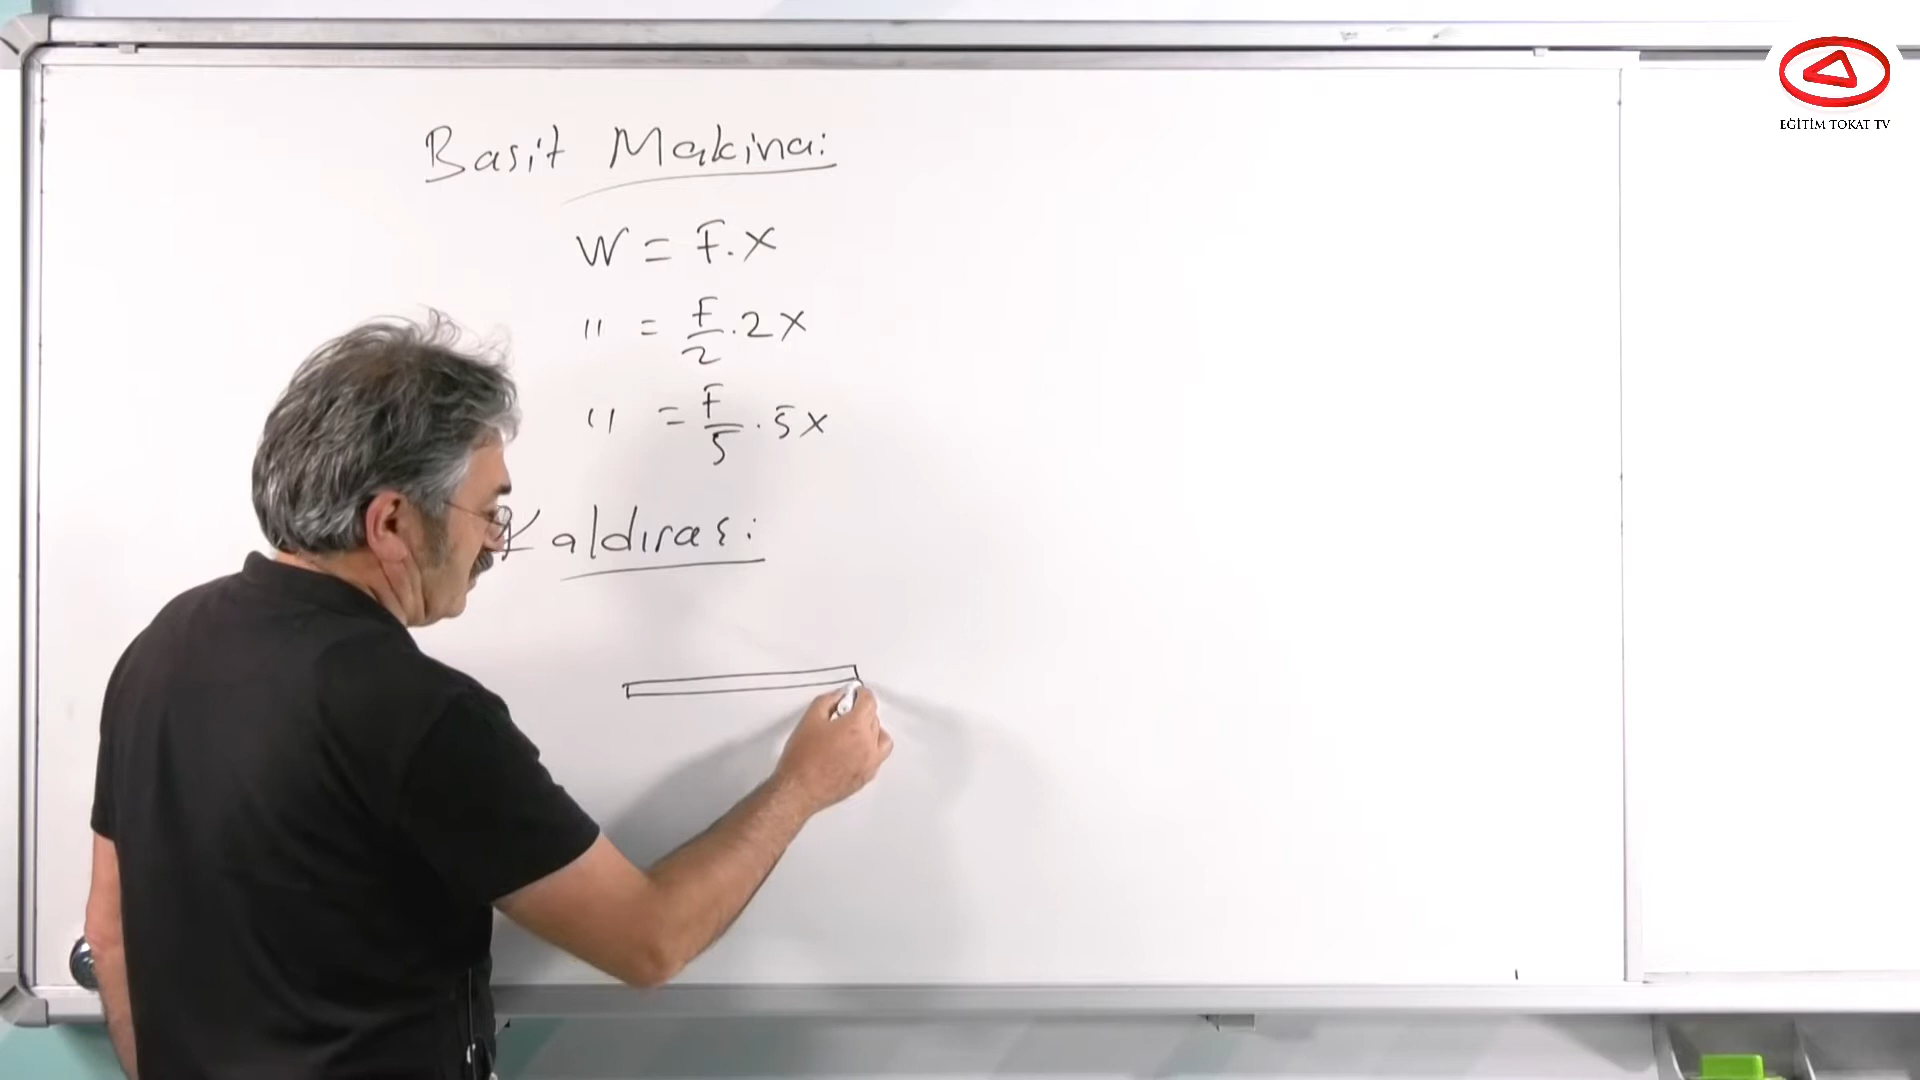 Basit Makina:
W = F.x
" = F/2 . 2x
" = F/5 . 5x
Kaldıraç:
EĞİTİM TOKAT TV